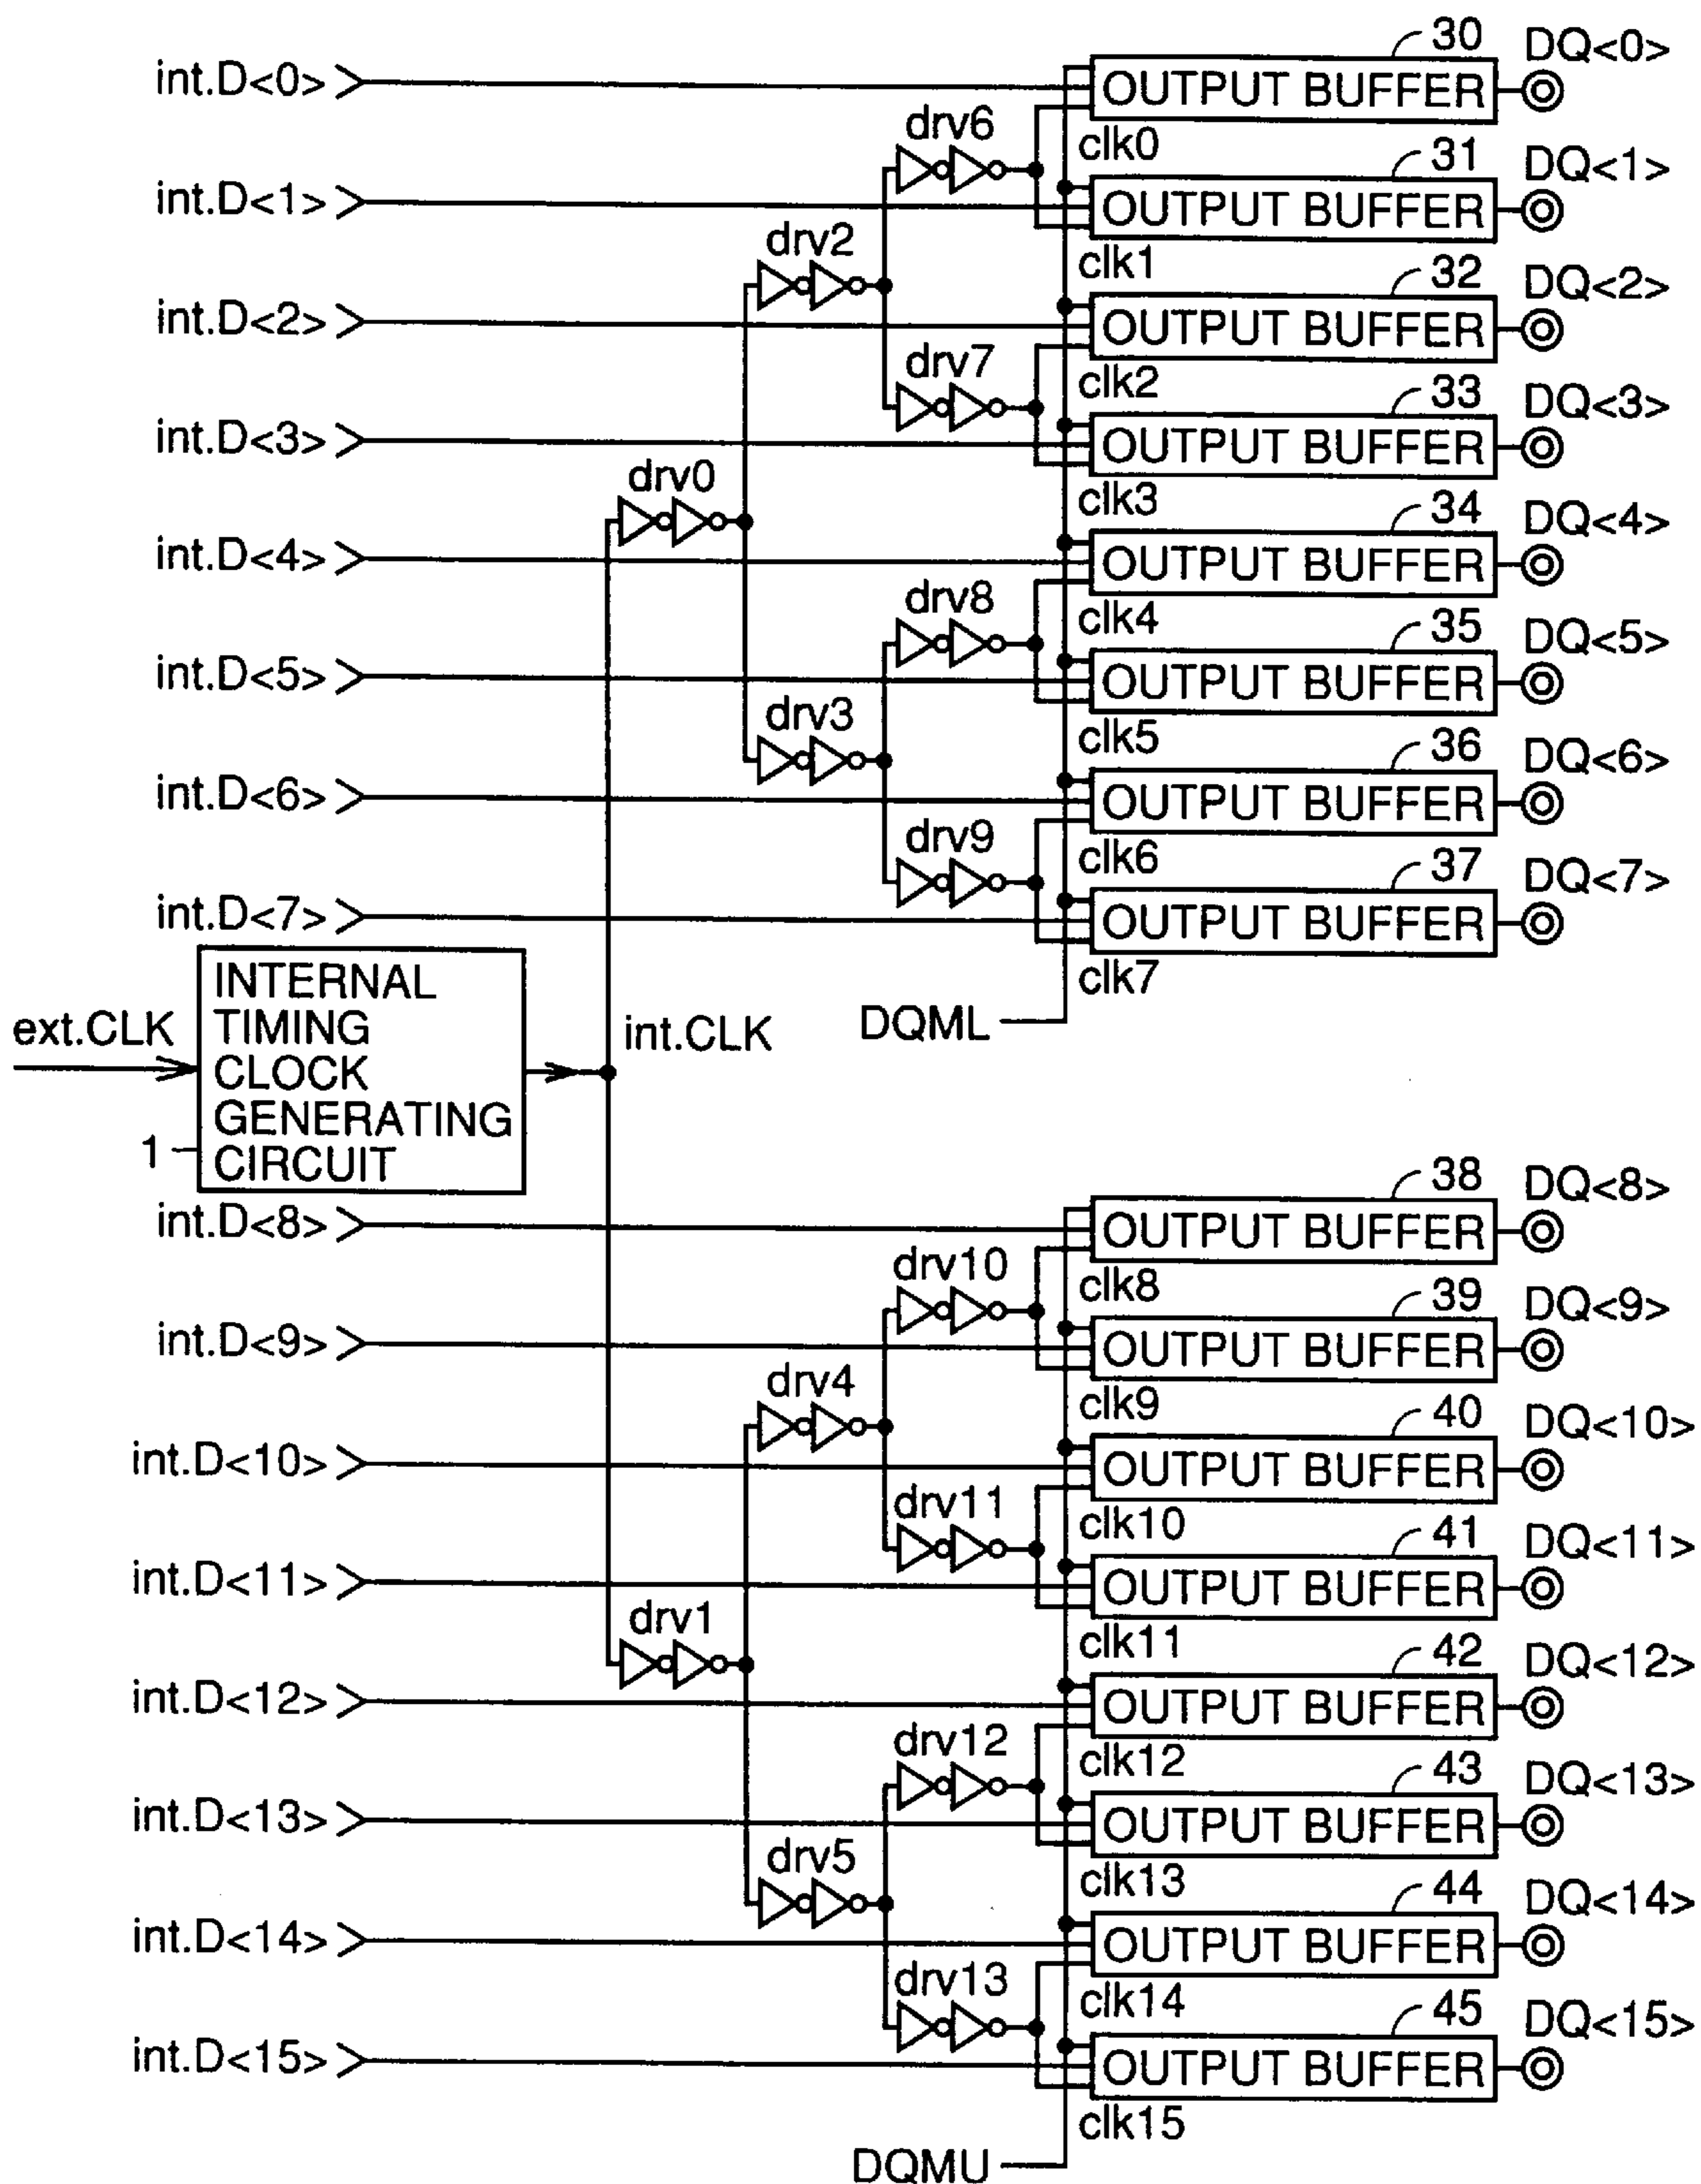 30 DQ<0>
int.D<0> OUTPUT BUFFER
drv6
clk0
31 DQ<1>
int.D<1> OUTPUT BUFFER
drv2
clk1
32 DQ<2>
int.D<2> OUTPUT BUFFER
drv7
clk2
33 DQ<3>
int.D<3> OUTPUT BUFFER
drv0
clk3
34 DQ<4>
int.D<4> OUTPUT BUFFER
drv8
clk4
35 DQ<5>
int.D<5> OUTPUT BUFFER
drv3
clk5
36 DQ<6>
int.D<6> OUTPUT BUFFER
drv9
clk6
37 DQ<7>
int.D<7> OUTPUT BUFFER
clk7
DQML
ext.CLK
INTERNAL
TIMING
CLOCK
GENERATING
CIRCUIT
int.CLK
1
38 DQ<8>
int.D<8> OUTPUT BUFFER
drv10
clk8
39 DQ<9>
int.D<9> OUTPUT BUFFER
drv4
clk9
40 DQ<10>
int.D<10> OUTPUT BUFFER
drv11
clk10
41 DQ<11>
int.D<11> OUTPUT BUFFER
drv1
clk11
42 DQ<12>
int.D<12> OUTPUT BUFFER
drv12
clk12
43 DQ<13>
int.D<13> OUTPUT BUFFER
drv5
clk13
44 DQ<14>
int.D<14> OUTPUT BUFFER
drv13
clk14
45 DQ<15>
int.D<15> OUTPUT BUFFER
clk15
DQMU